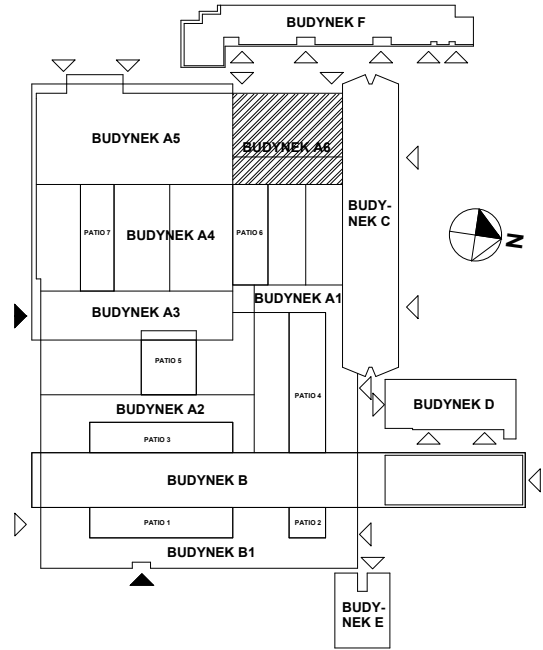 BUDYNEK F
BUDYNEK A5
BUDYNEK A6
BUDY-
NEK C
PATIO 7
BUDYNEK A4
PATIO 6
N
BUDYNEK A3
BUDYNEK A1
PATIO 5
PATIO 4
BUDYNEK A2
BUDYNEK D
PATIO 3
BUDYNEK B
PATIO 1
PATIO 2
BUDYNEK B1
BUDY-
NEK E